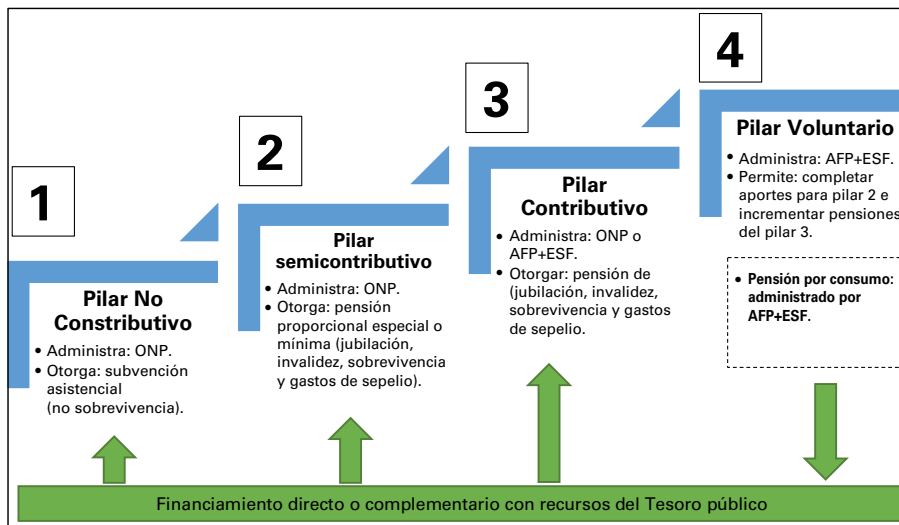 1
Pilar No
Constributivo
• Administra: ONP.
• Otorga: subvención
asistencial
(no sobrevivencia).
2
Pilar
semicontributivo
• Administra: ONP.
• Otorga: pensión
proporcional especial o
mínima (jubilación,
invalidez, sobrevivencia
y gastos de sepelio).
3
Pilar
Contributivo
• Administra: ONP o
AFP+ESF.
• Otorgar: pensión de
(jubilación, invalidez,
sobrevivencia y gastos
de sepelio.
4
Pilar Voluntario
• Administra: AFP+ESF.
• Permite: completar
aportes para pilar 2 e
incrementar pensiones
del pilar 3.
• Pensión por consumo:
administrado por
AFP+ESF.
Financiamiento directo o complementario con recursos del Tesoro público